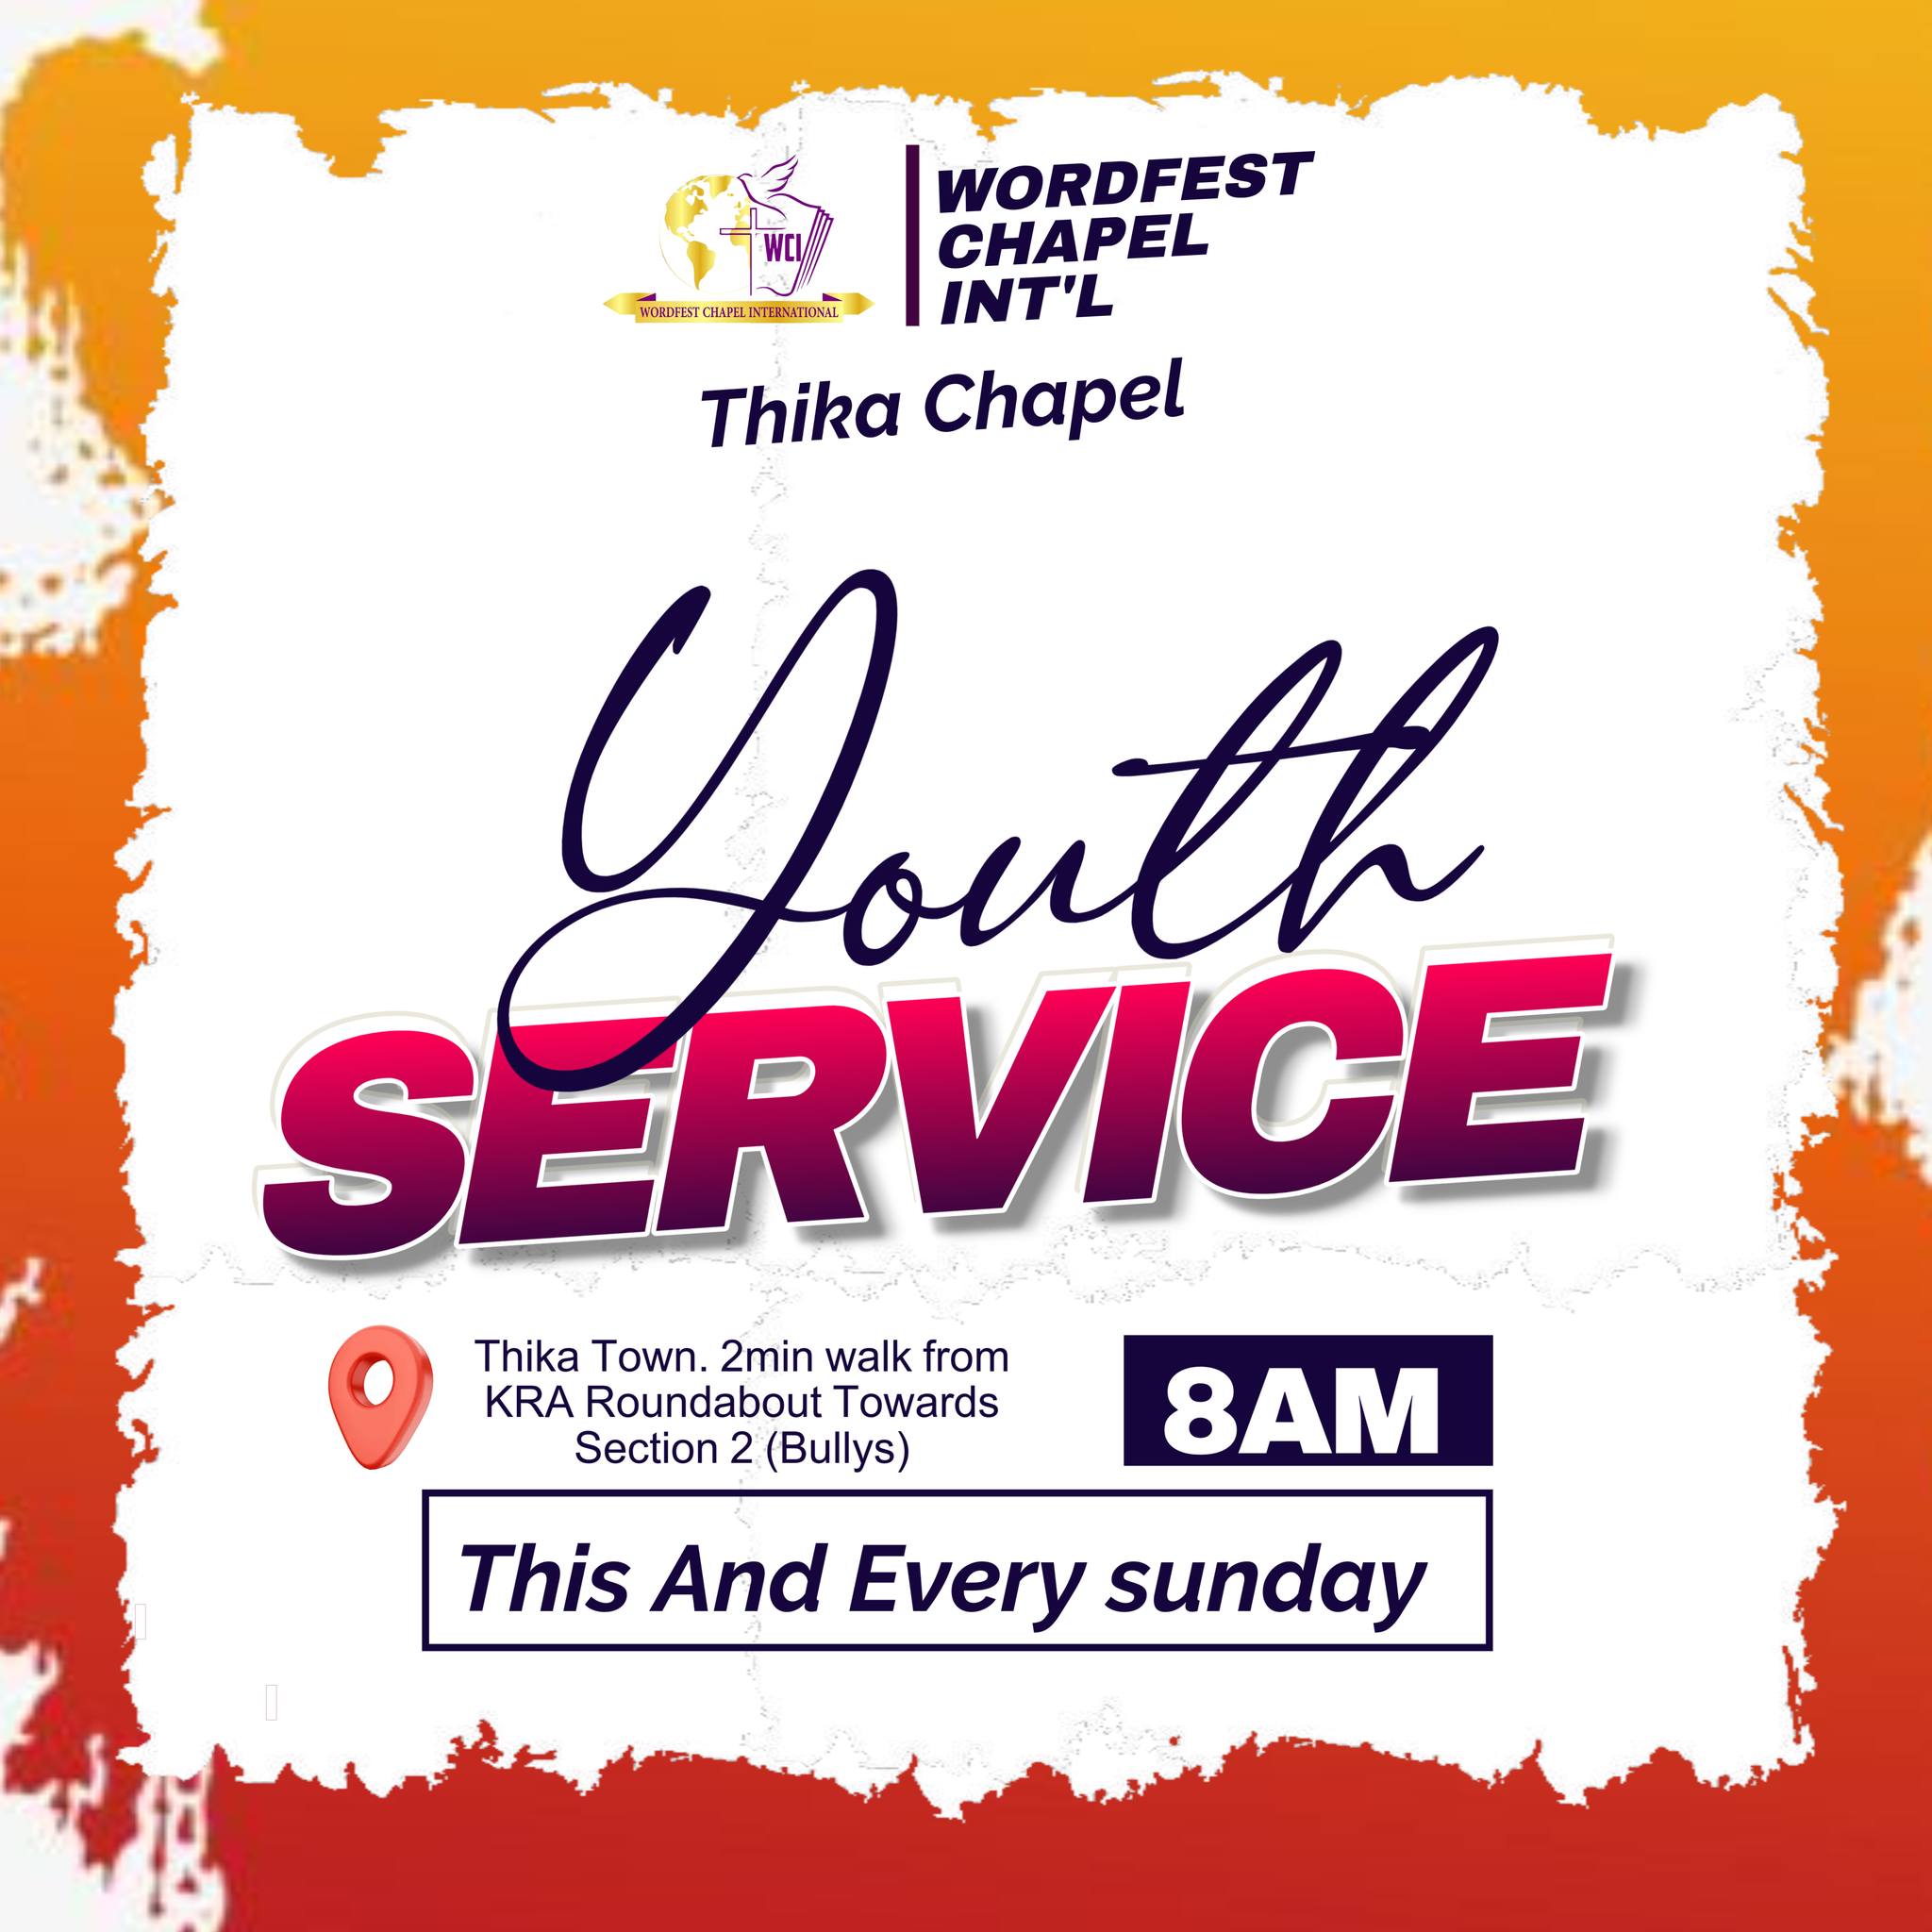 WCI
WORDFEST CHAPEL INTERNATIONAL
WORDFEST
CHAPEL
INT'L
Thika Chapel
Youth
SERVICE
Thika Town. 2min walk from
KRA Roundabout Towards
Section 2 (Bullys)
8AM
This And Every sunday